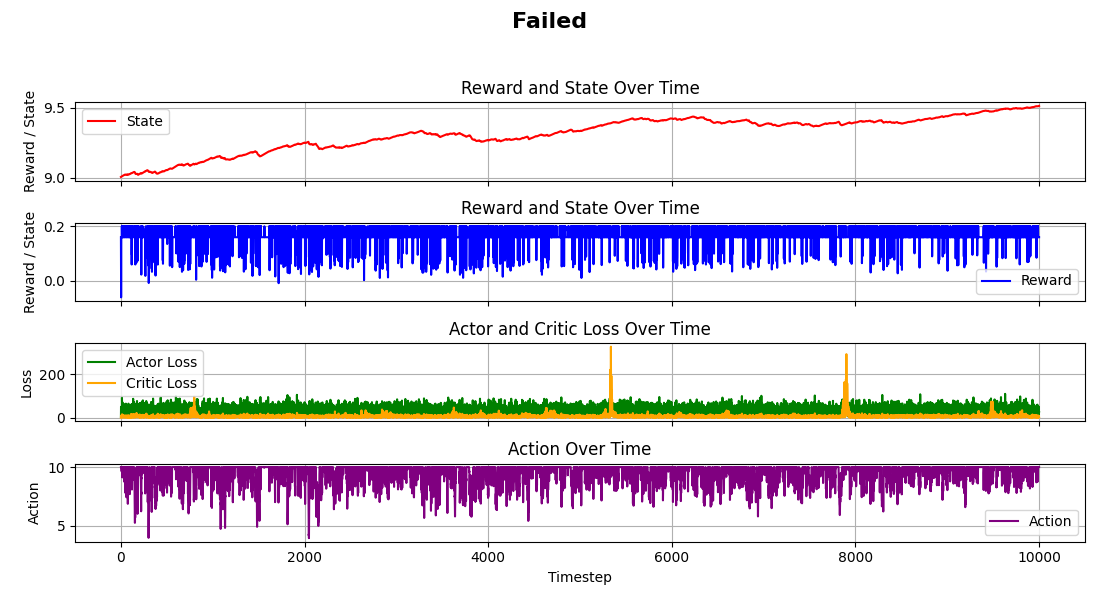 Failed
Reward and State Over Time
Reward / State
9.5
9.0
State
Reward and State Over Time
Reward / State
0.2
0.0
Reward
Actor and Critic Loss Over Time
Loss
200
0
Actor Loss
Critic Loss
Action Over Time
Action
10
5
Action
0 2000 4000 6000 8000 10000
Timestep